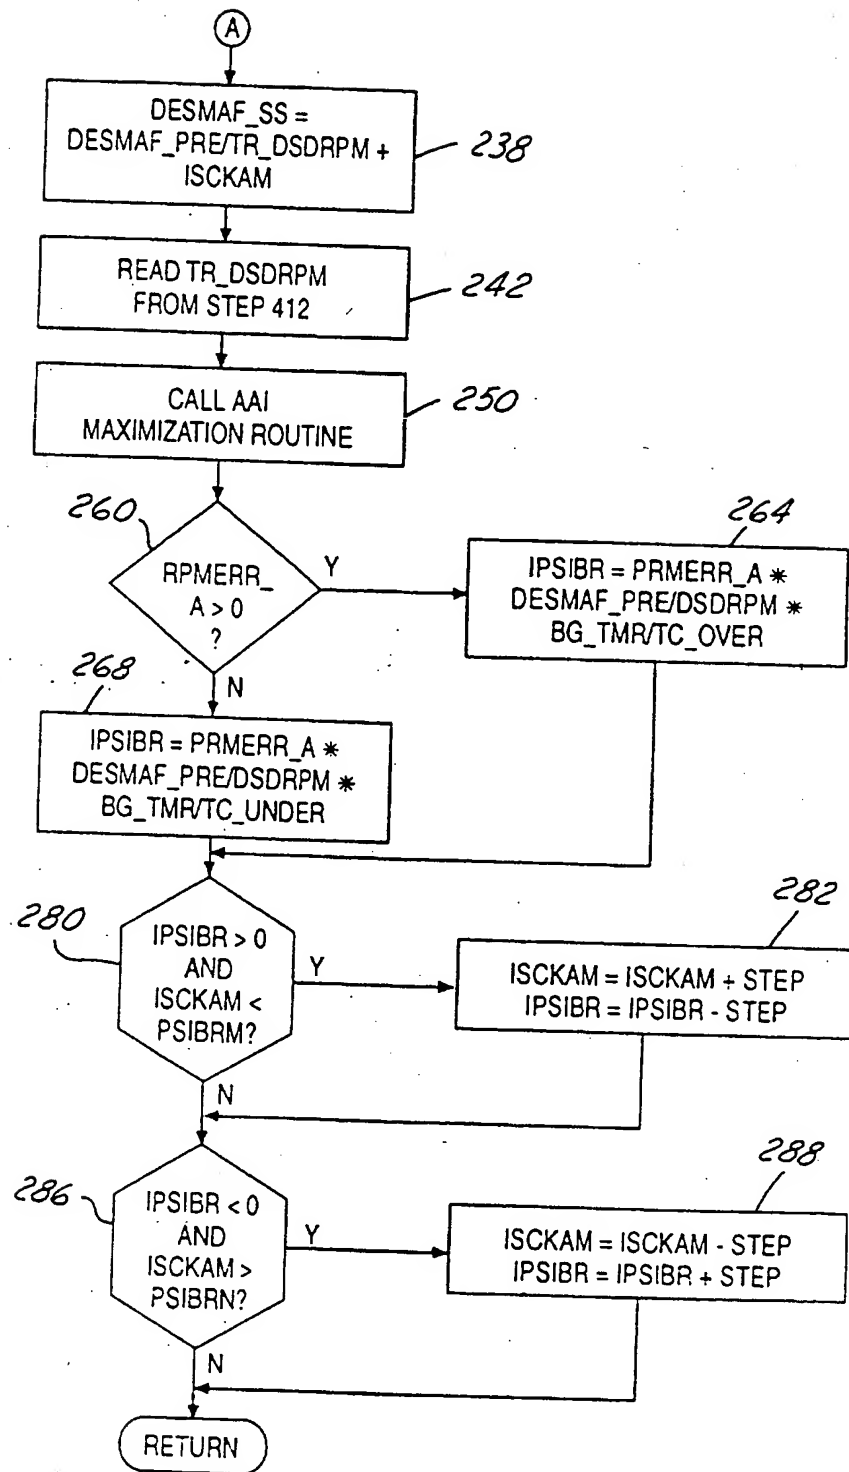 A
DESMAF_SS =
DESMAF_PRE/TR_DSDRPM +
ISCKAM
238
READ TR_DSDRPM
FROM STEP 412
242
CALL AAI
MAXIMIZATION ROUTINE
250
260
RPMERR_
A > 0
?
Y
N
264
IPSIBR = PRMERR_A *
DESMAF_PRE/DSDRPM *
BG_TMR/TC_OVER
268
IPSIBR = PRMERR_A *
DESMAF_PRE/DSDRPM *
BG_TMR/TC_UNDER
280
IPSIBR > 0
AND
ISCKAM <
PSIBRM?
Y
N
282
ISCKAM = ISCKAM + STEP
IPSIBR = IPSIBR - STEP
286
IPSIBR < 0
AND
ISCKAM >
PSIBRN?
Y
N
288
ISCKAM = ISCKAM - STEP
IPSIBR = IPSIBR + STEP
RETURN